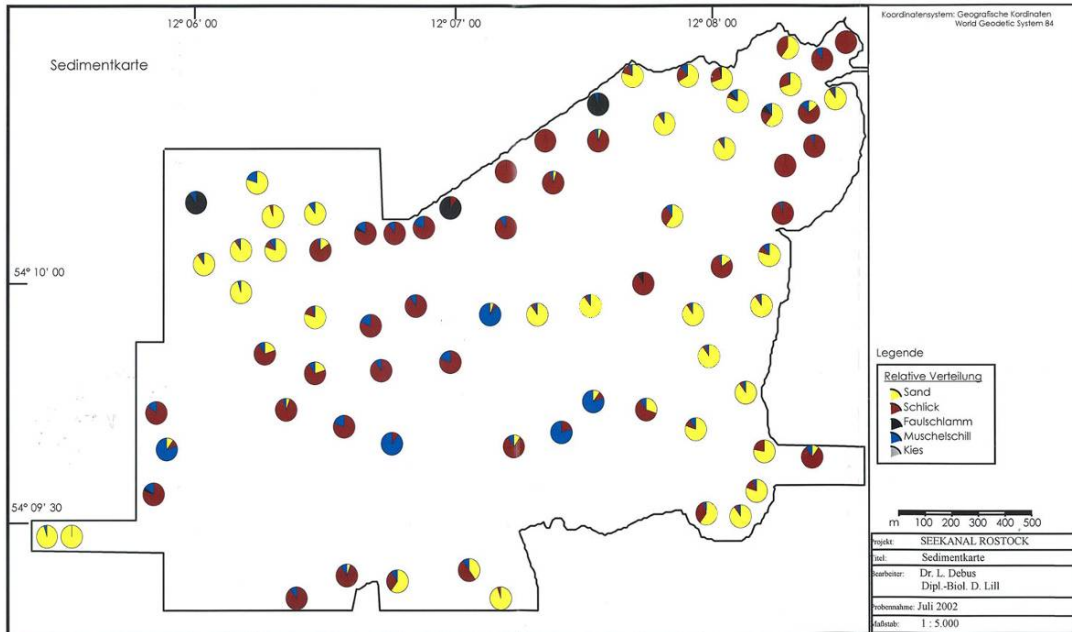 12° 06' 00
12° 07' 00
12° 08' 00
Koordinatensystem: Geografische Kordinaten
World Geodetic System 84
Sedimentkarte
54° 10' 00
54° 09' 30
Legende
Relative Verteilung
Sand
Schlick
Faulschlamm
Muschelschill
Kies
m 100 200 300 400 500
Projekt: SEEKANAL ROSTOCK
Titel: Sedimentkarte
Bearbeiter: Dr. L. Debus
Dipl.-Biol. D. Lill
Probennahme: Juli 2002
Maßstab: 1 : 5.000